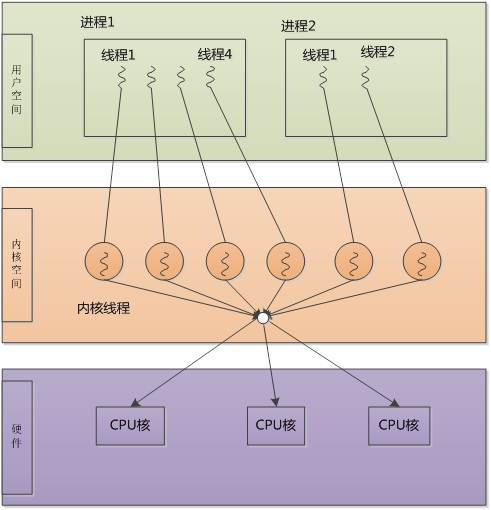 进程1
进程2
线程1
线程4
线程1
线程2
用户空间
内核空间
内核线程
硬件
CPU核
CPU核
CPU核